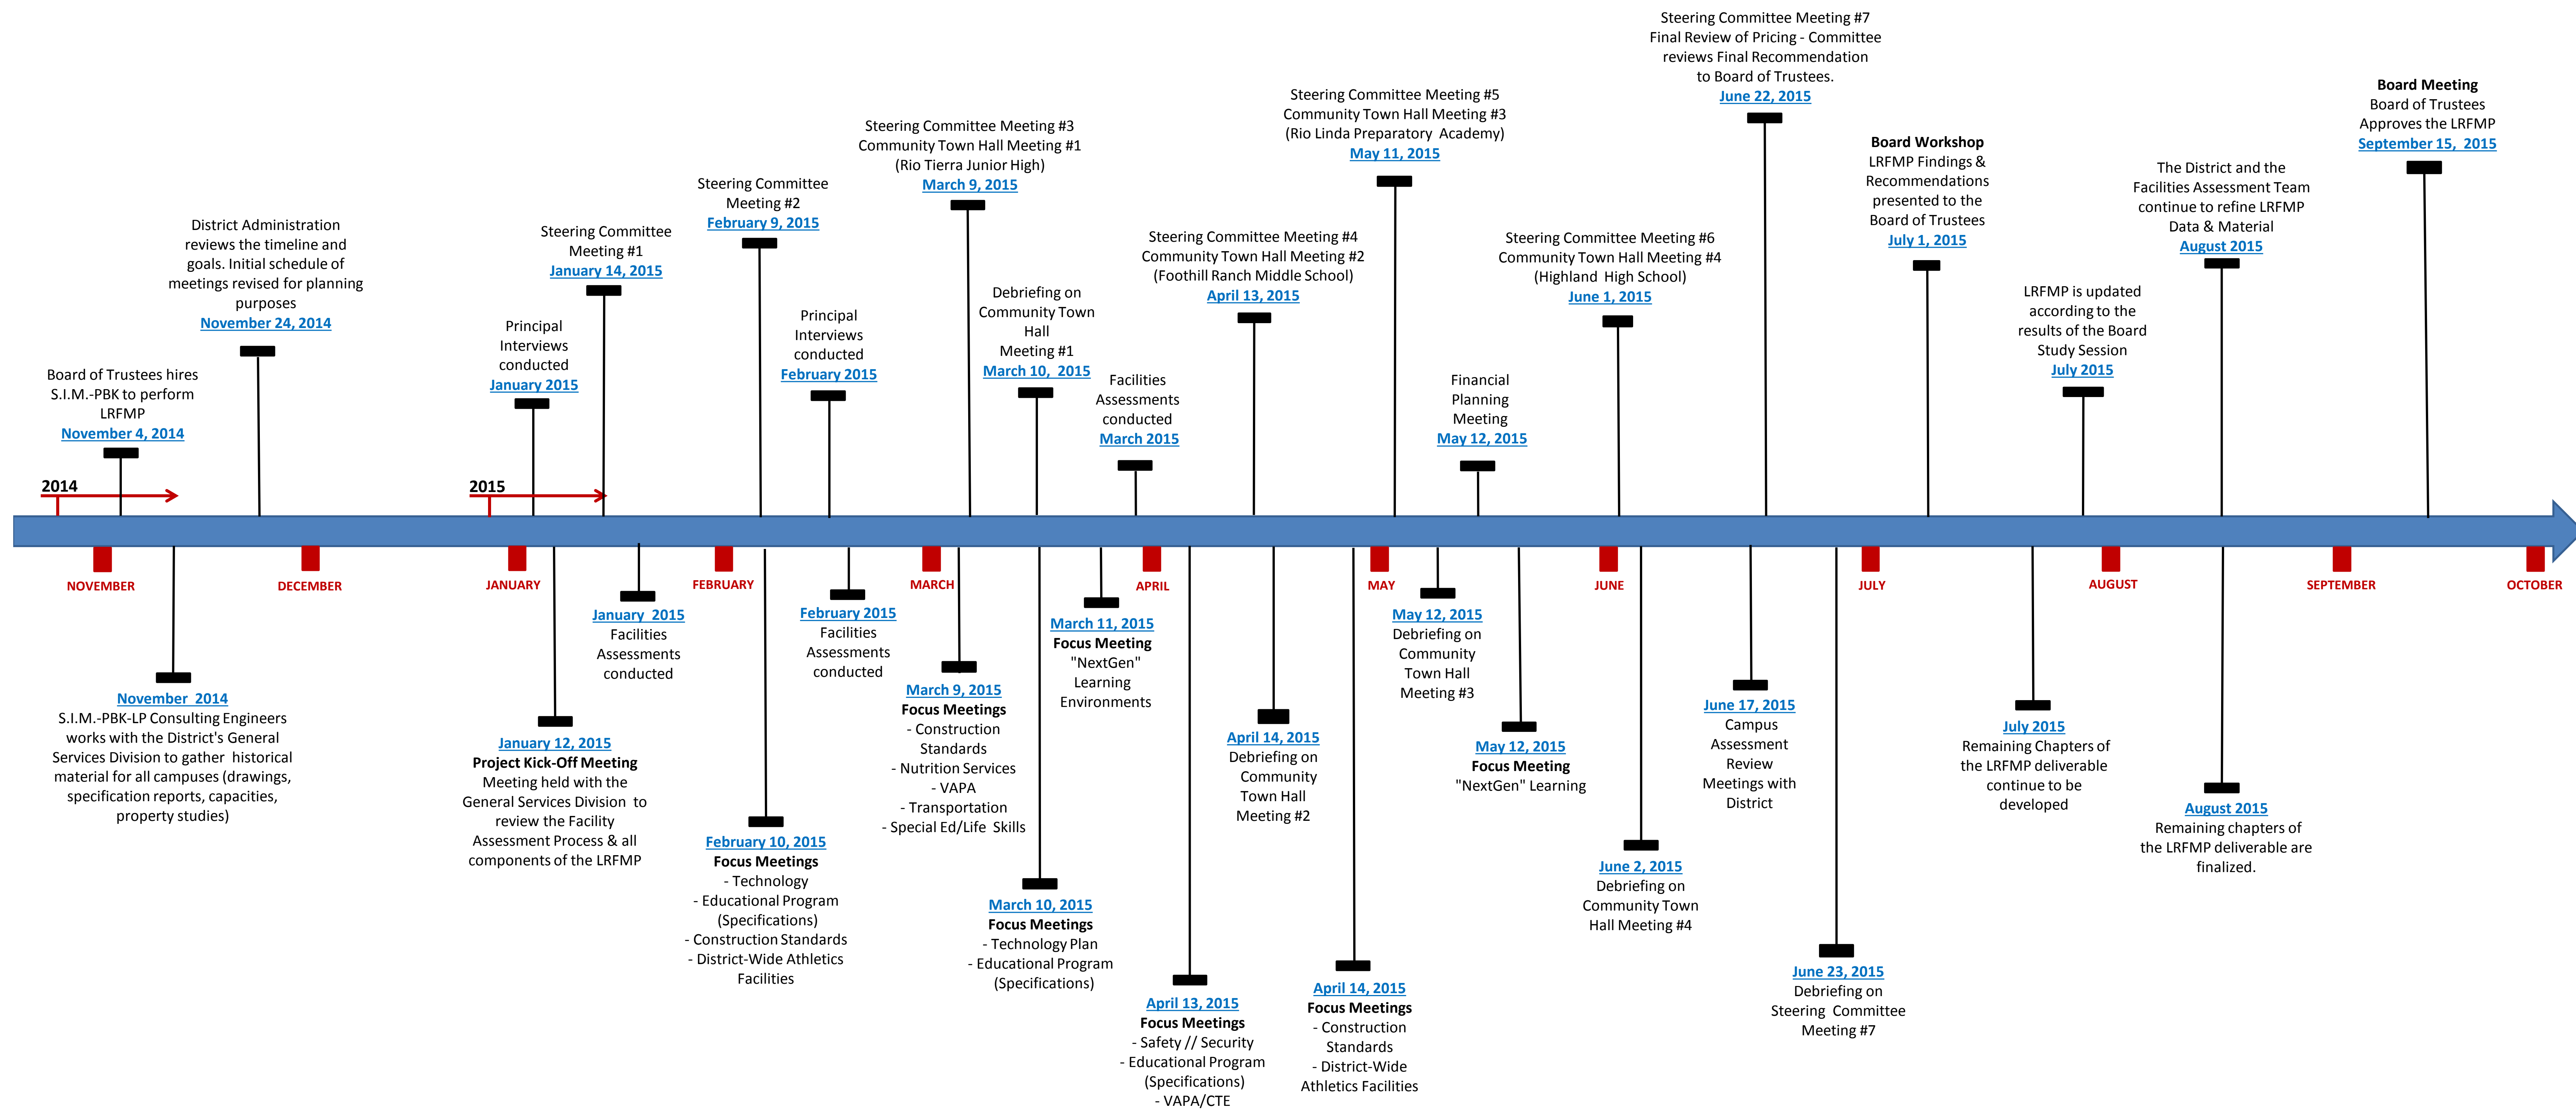 Board of Trustees hires
S.I.M.-PBK to perform
LRFMP
November 4, 2014
District Administration
reviews the timeline and
goals. Initial schedule of
meetings revised for planning
purposes
November 24, 2014
Principal
Interviews
conducted
January 2015
Steering Committee
Meeting #1
January 14, 2015
Steering Committee
Meeting #2
February 9, 2015
Principal
Interviews
conducted
February 2015
Steering Committee Meeting #3
Community Town Hall Meeting #1
(Rio Tierra Junior High)
March 9, 2015
Debriefing on
Community Town
Hall
Meeting #1
March 10, 2015
Facilities
Assessments
conducted
March 2015
Steering Committee Meeting #4
Community Town Hall Meeting #2
(Foothill Ranch Middle School)
April 13, 2015
Steering Committee Meeting #5
Community Town Hall Meeting #3
(Rio Linda Preparatory Academy)
May 11, 2015
Financial
Planning
Meeting
May 12, 2015
Steering Committee Meeting #6
Community Town Hall Meeting #4
(Highland High School)
June 1, 2015
Steering Committee Meeting #7
Final Review of Pricing - Committee
reviews Final Recommendation
to Board of Trustees.
June 22, 2015
Board Workshop
LRFMP Findings &
Recommendations
presented to the
Board of Trustees
July 1, 2015
LRFMP is updated
according to the
results of the Board
Study Session
July 2015
The District and the
Facilities Assessment Team
continue to refine LRFMP
Data & Material
August 2015
Board Meeting
Board of Trustees
Approves the LRFMP
September 15, 2015
2014
2015
NOVEMBER
DECEMBER
JANUARY
FEBRUARY
MARCH
APRIL
MAY
JUNE
JULY
AUGUST
SEPTEMBER
OCTOBER
November 2014
S.I.M.-PBK-LP Consulting Engineers
works with the District's General
Services Division to gather historical
material for all campuses (drawings,
specification reports, capacities,
property studies)
January 12, 2015
Project Kick-Off Meeting
Meeting held with the
General Services Division to
review the Facility
Assessment Process & all
components of the LRFMP
January 2015
Facilities
Assessments
conducted
February 10, 2015
Focus Meetings
- Technology
- Educational Program
(Specifications)
- Construction Standards
- District-Wide Athletics
Facilities
February 2015
Facilities
Assessments
conducted
March 9, 2015
Focus Meetings
- Construction
Standards
- Nutrition Services
- VAPA
- Transportation
- Special Ed/Life Skills
March 10, 2015
Focus Meetings
- Technology Plan
- Educational Program
(Specifications)
March 11, 2015
Focus Meeting
"NextGen"
Learning
Environments
April 13, 2015
Focus Meetings
- Safety // Security
- Educational Program
(Specifications)
- VAPA/CTE
April 14, 2015
Debriefing on
Community
Town Hall
Meeting #2
April 14, 2015
Focus Meetings
- Construction
Standards
- District-Wide
Athletics Facilities
May 12, 2015
Debriefing on
Community
Town Hall
Meeting #3
May 12, 2015
Focus Meeting
"NextGen" Learning
June 2, 2015
Debriefing on
Community Town
Hall Meeting #4
June 17, 2015
Campus
Assessment
Review
Meetings with
District
June 23, 2015
Debriefing on
Steering Committee
Meeting #7
July 2015
Remaining Chapters of
the LRFMP deliverable
continue to be
developed
August 2015
Remaining chapters of
the LRFMP deliverable are
finalized.